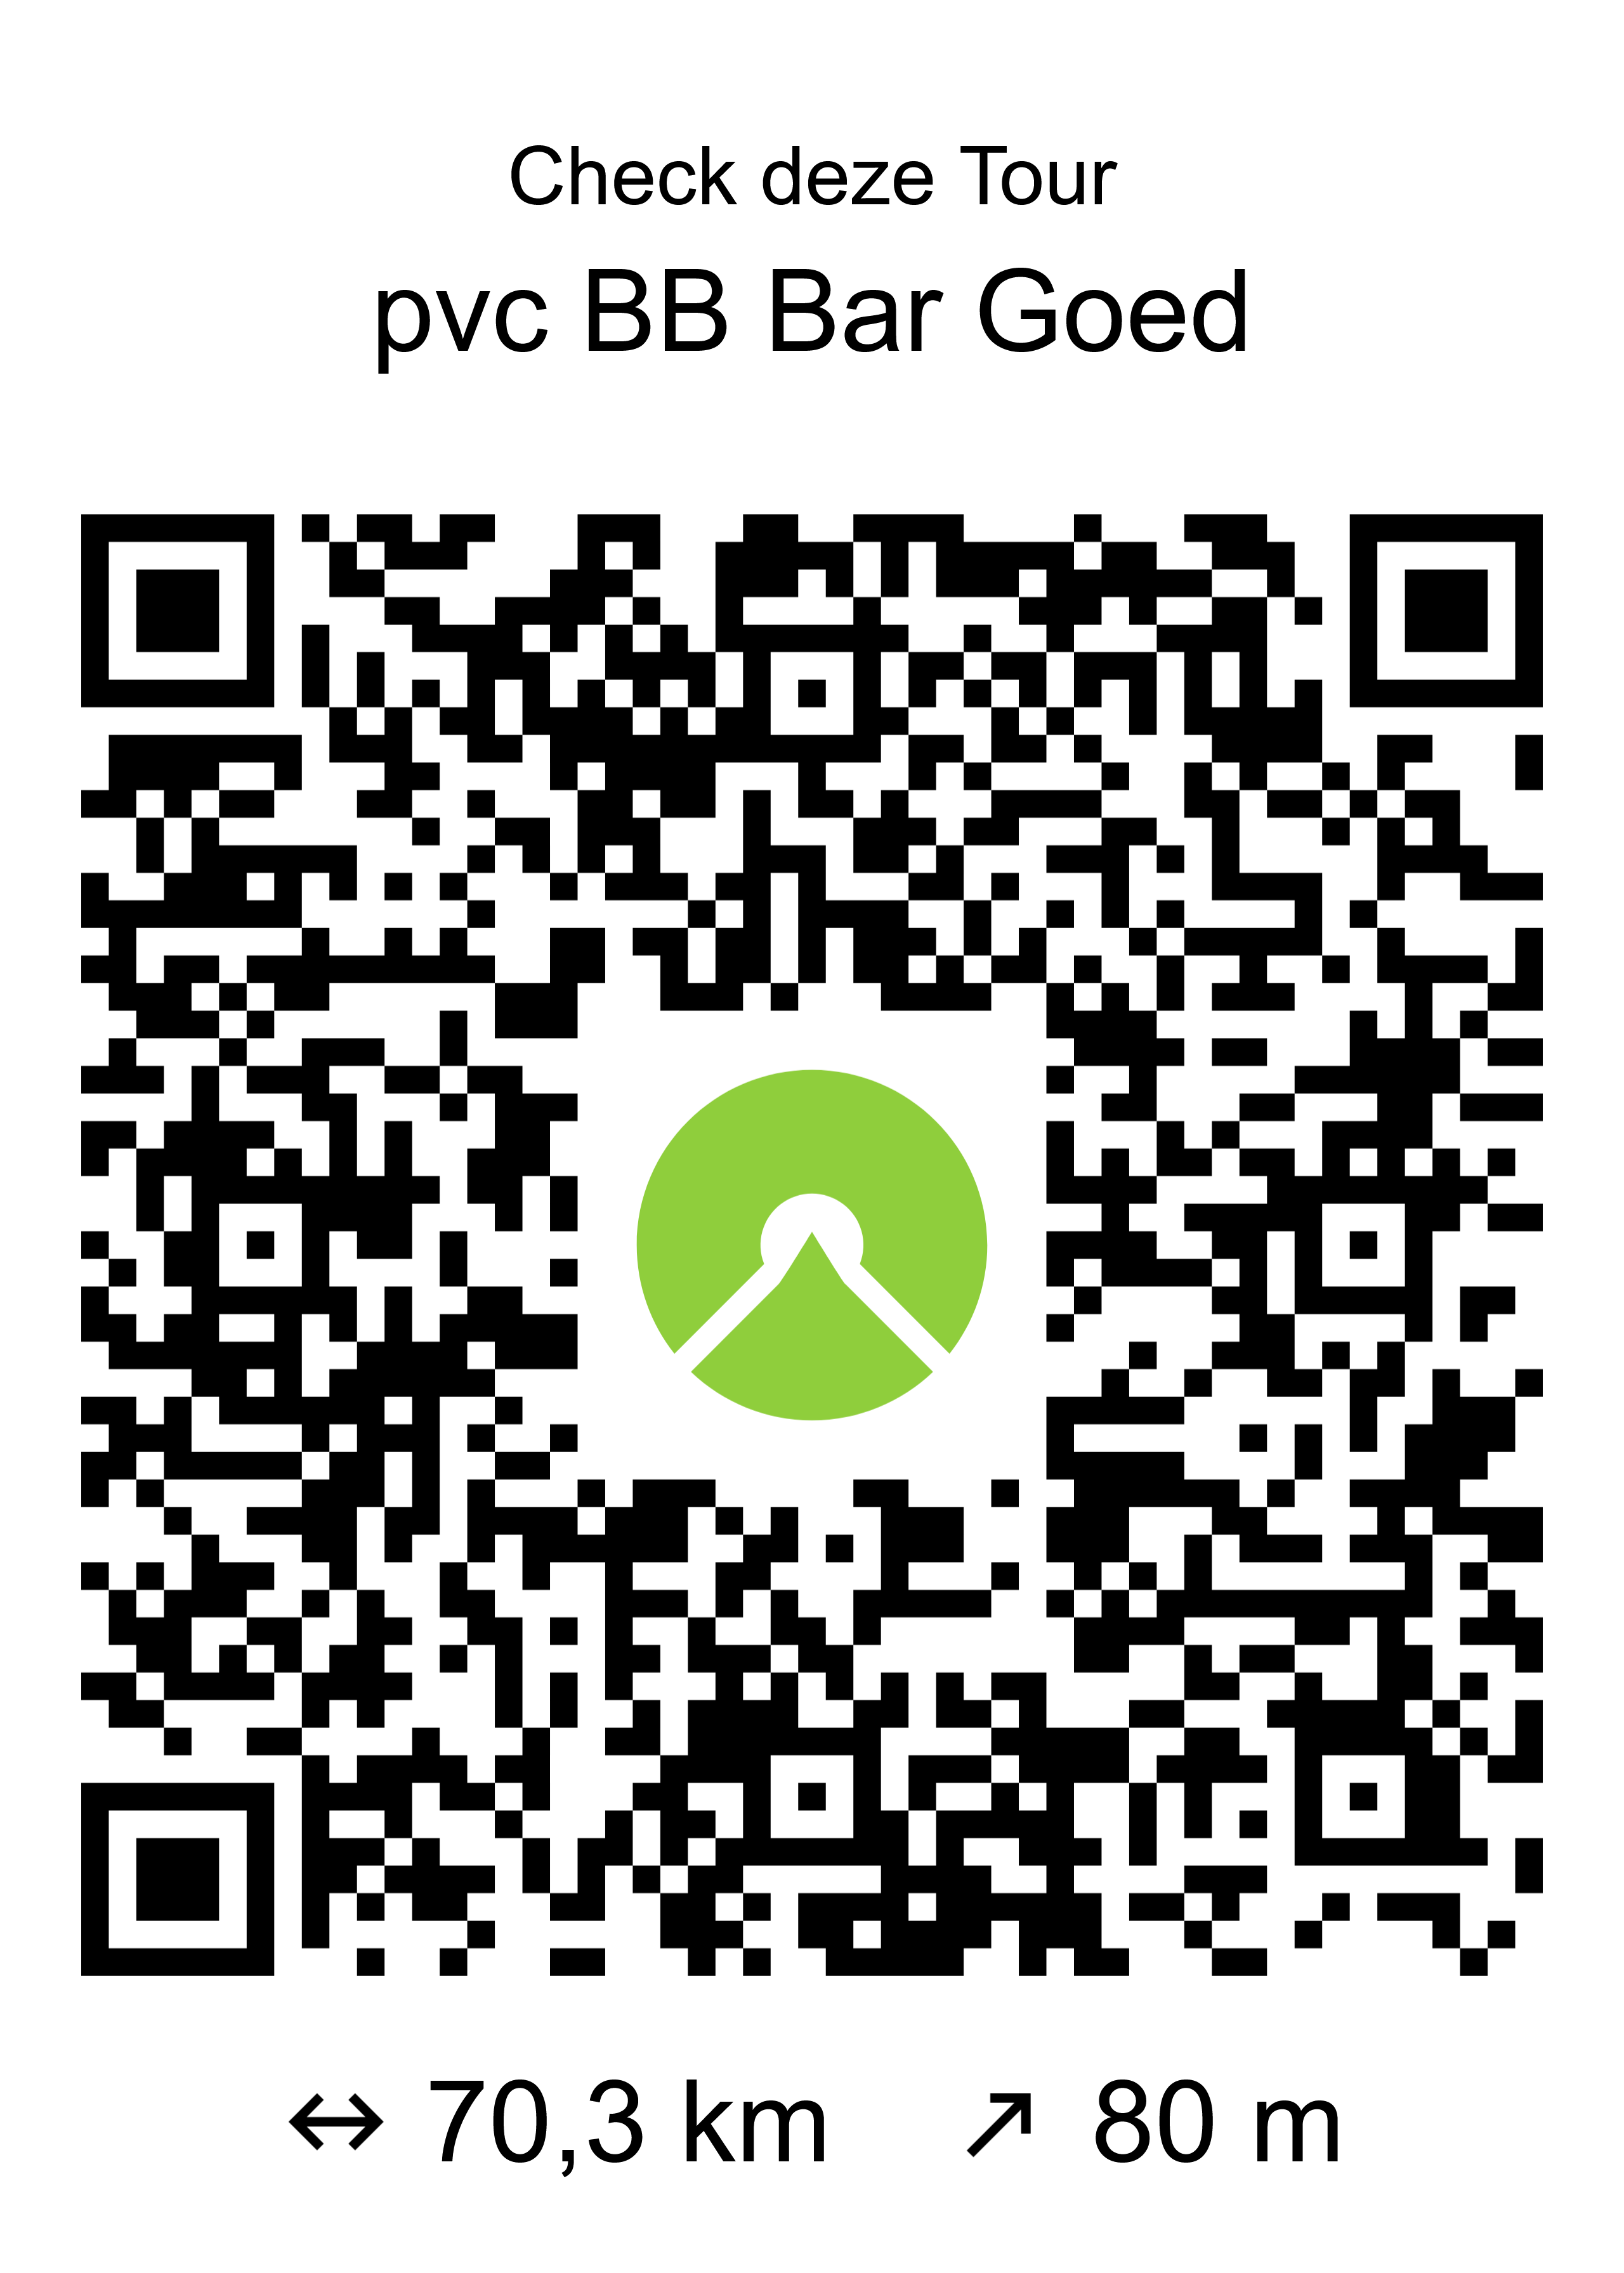 Check deze Tour
pvc BB Bar Goed
↔ 70,3 km ↗ 80 m